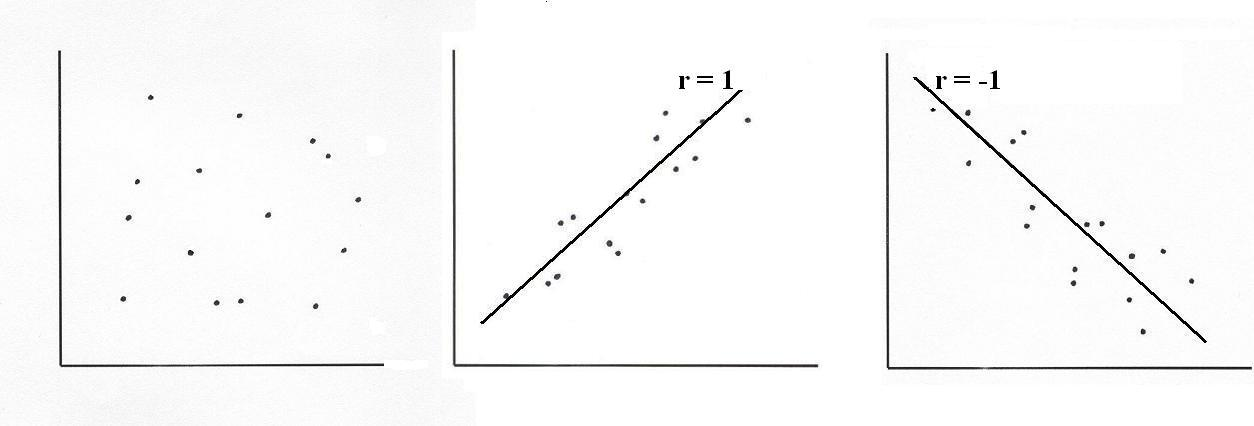 r = 1
r = -1